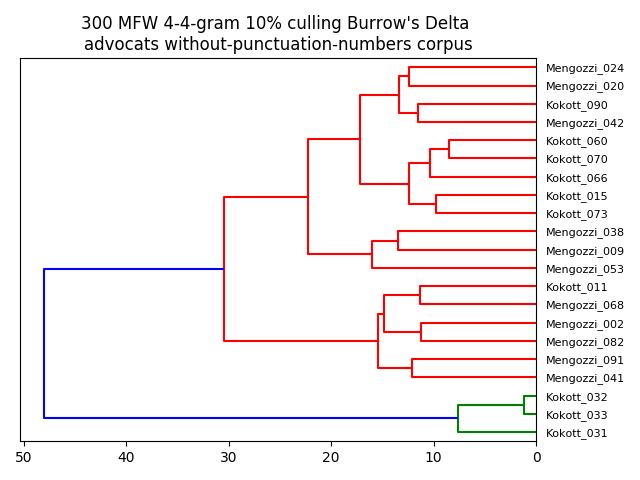 300 MFW 4-4-gram 10% culling Burrow's Delta
advocats without-punctuation-numbers corpus
Mengozzi_024
Mengozzi_020
Kokott_090
Mengozzi_042
Kokott_060
Kokott_070
Kokott_066
Kokott_015
Kokott_073
Mengozzi_038
Mengozzi_009
Mengozzi_053
Kokott_011
Mengozzi_068
Mengozzi_002
Mengozzi_082
Mengozzi_091
Mengozzi_041
Kokott_032
Kokott_033
Kokott_031
50 40 30 20 10 0